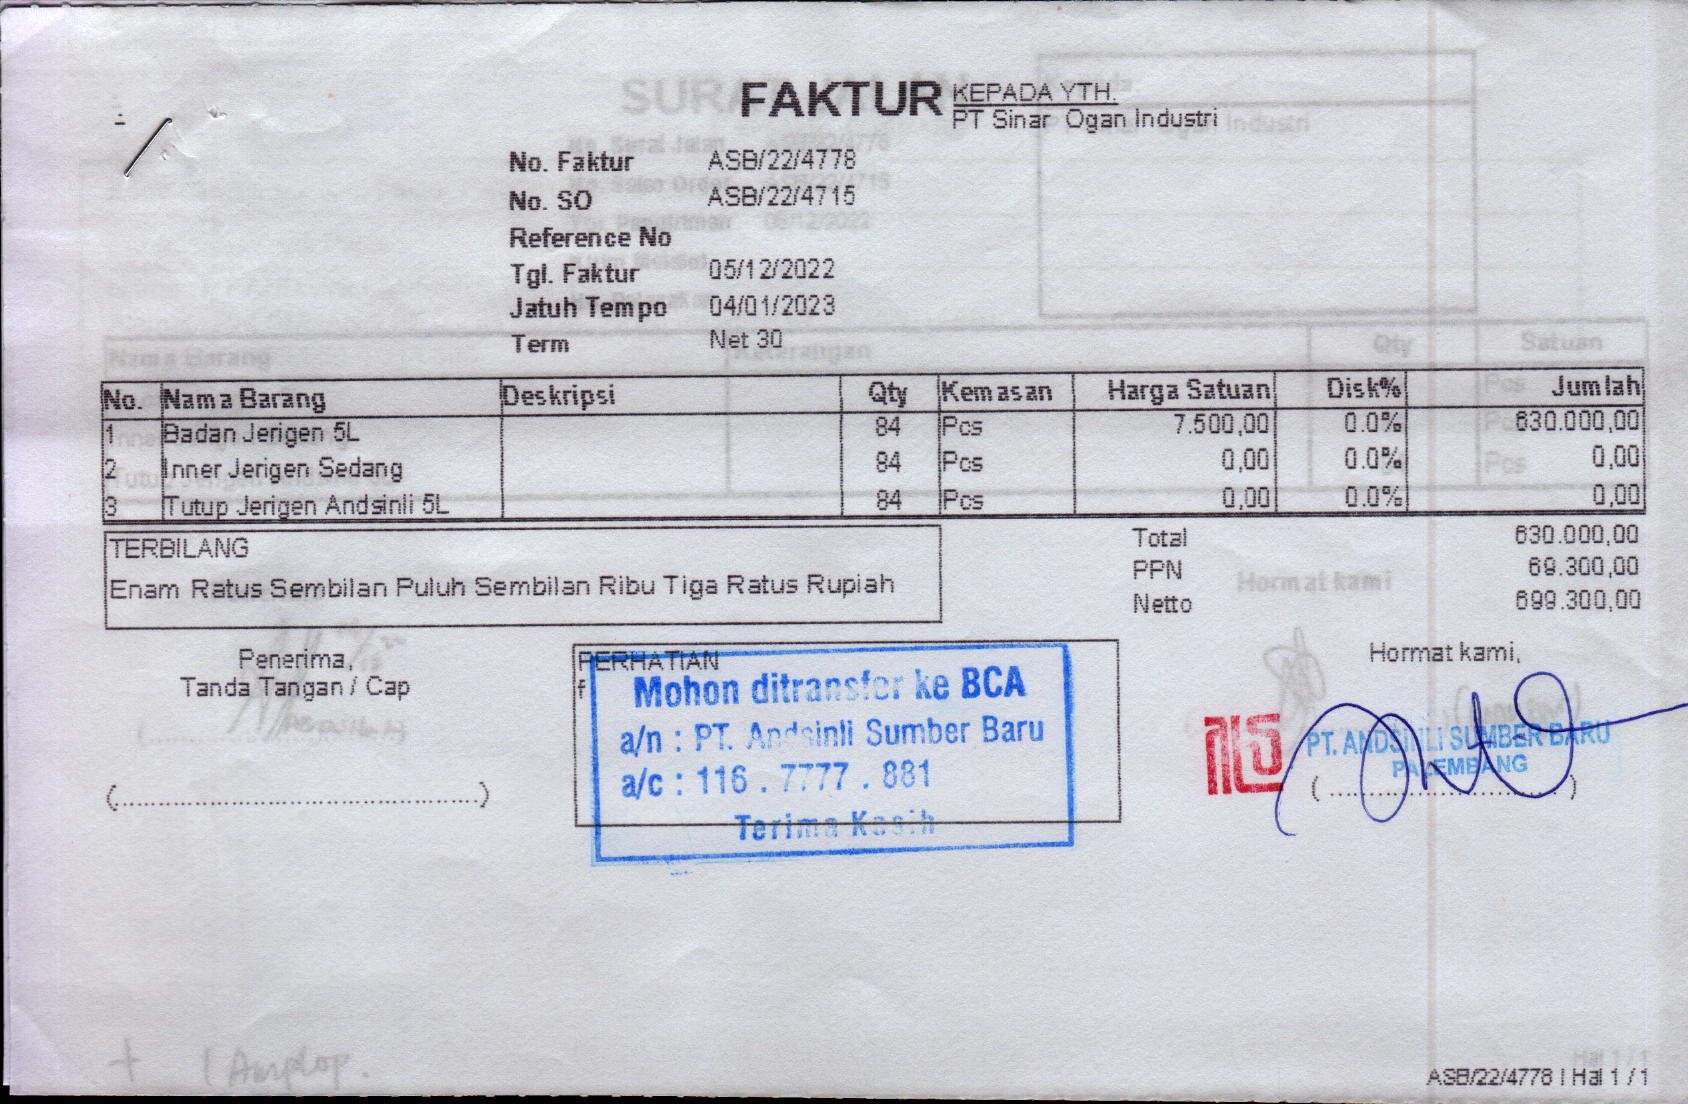 FAKTUR
KEPADA YTH.
PT Sinar Ogan Industri
No. Faktur ASB/22/4778
No. SO ASB/22/4715
Reference No
Tgl. Faktur 05/12/2022
Jatuh Tempo 04/01/2023
Term Net 30
No. Nama Barang Deskripsi Qty Kemasan Harga Satuan Disk% Jumlah
1 Badan Jerigen 5L 84 Pcs 7.500,00 0.0% 630.000,00
2 Inner Jerigen Sedang 84 Pcs 0,00 0.0% 0,00
3 Tutup Jerigen Andsinli 5L 84 Pcs 0,00 0.0% 0,00
TERBILANG
Enam Ratus Sembilan Puluh Sembilan Ribu Tiga Ratus Rupiah
Total 630.000,00
PPN 69.300,00
Netto 699.300,00
Penerima,
Tanda Tangan / Cap
(..................................................)
PERHATIAN
f
Mohon ditransfer ke BCA
a/n : PT. Andsinli Sumber Baru
a/c : 116 . 7777 . 881
Terima Kasih
Hormat kami,
PT. ANDSINLI SUMBER BARU
PALEMBANG
(..................................)
+ 1 Amplop.
ASB/22/4778 | Hal 1 / 1